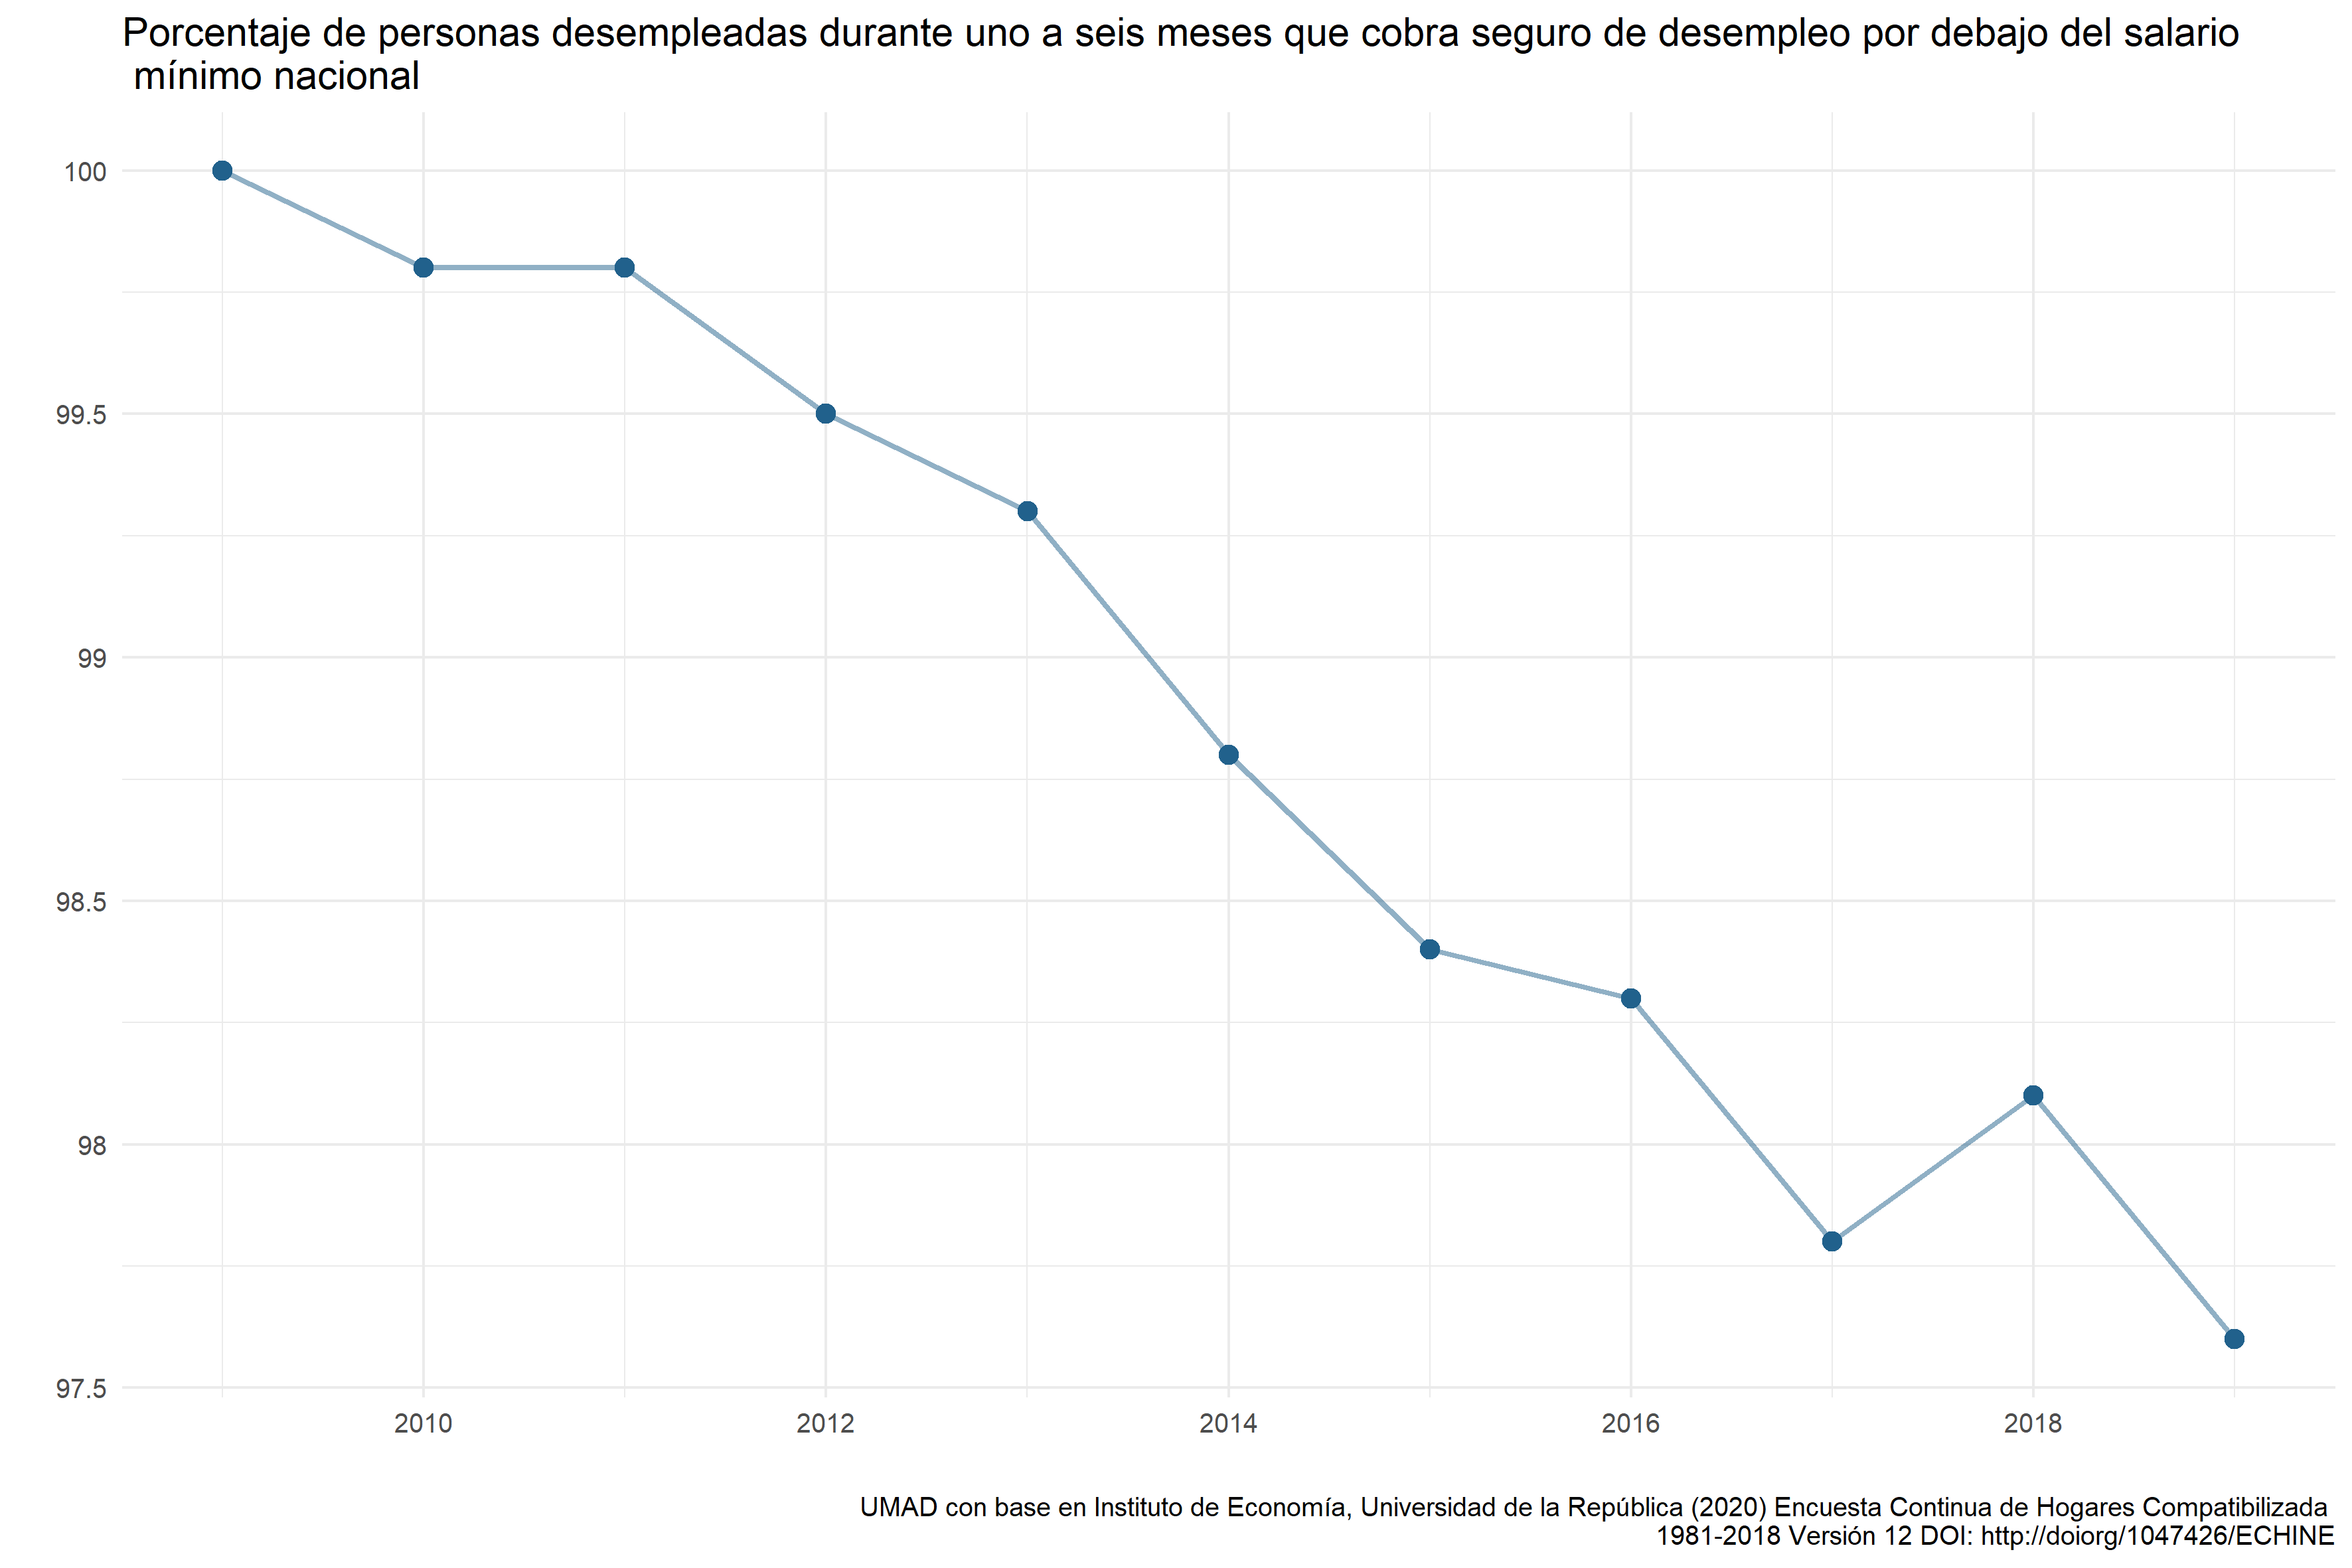 Porcentaje de personas desempleadas durante uno a seis meses que cobra seguro de desempleo por debajo del salario
mínimo nacional
100
99.5
99
98.5
98
97.5
2010
2012
2014
2016
2018
UMAD con base en Instituto de Economía, Universidad de la República (2020) Encuesta Continua de Hogares Compatibilizada
1981-2018 Versión 12 DOI: http://doiorg/1047426/ECHINE